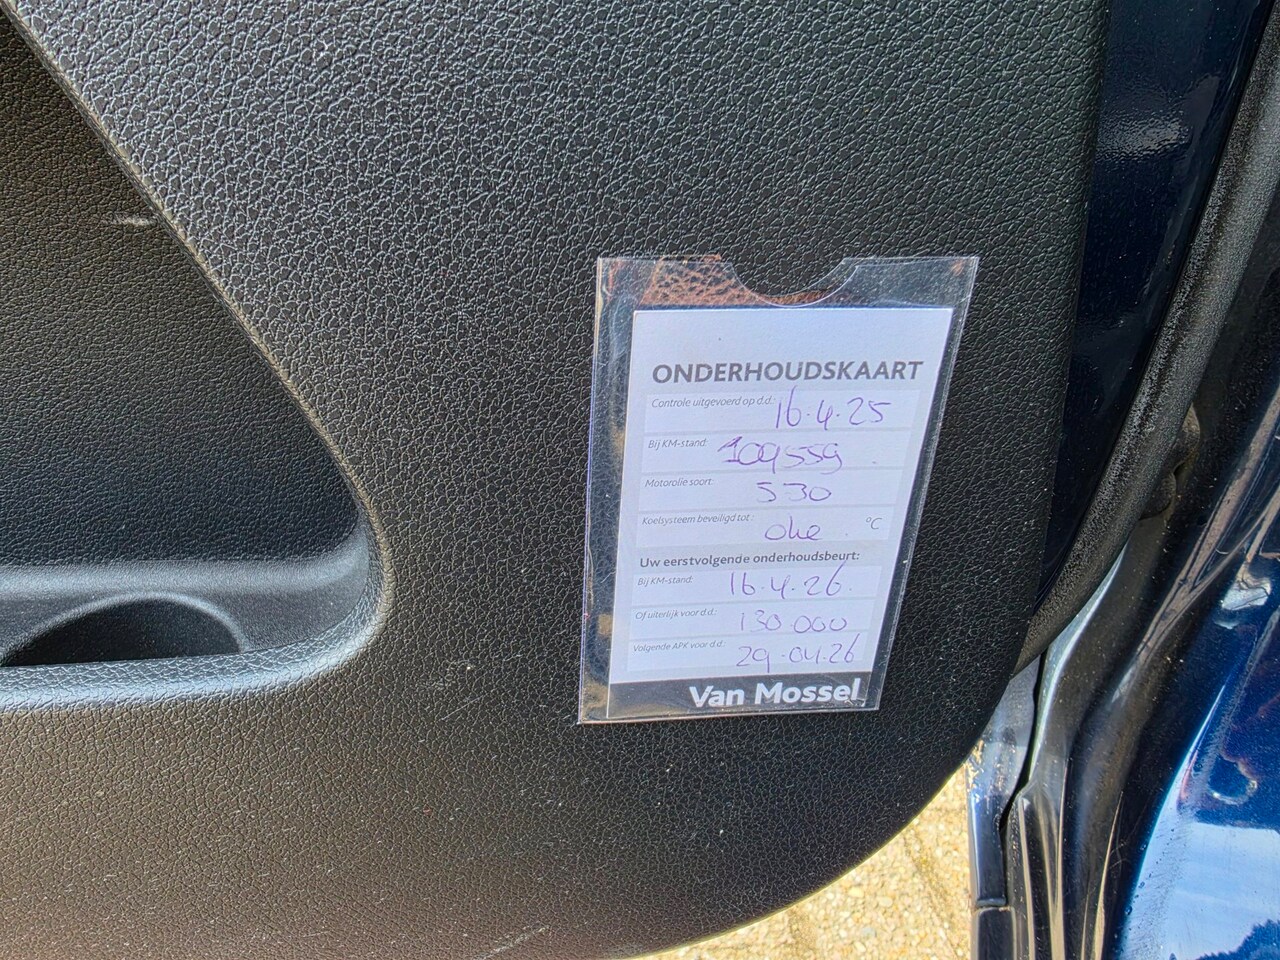 ONDERHOUDSKAART
Controle uitgevoerd op d.d.: 16.4.25
Bij KM-stand: 109559
Motorolie soort: 530
Koelsysteem beveiligd tot: oke °C
Uw eerstvolgende onderhoudsbeurt:
Bij KM-stand: 16.4.26.
Of uiterlijk voor d.d.: 130.000
Volgende APK voor d.d.: 29-04-26
Van Mossel